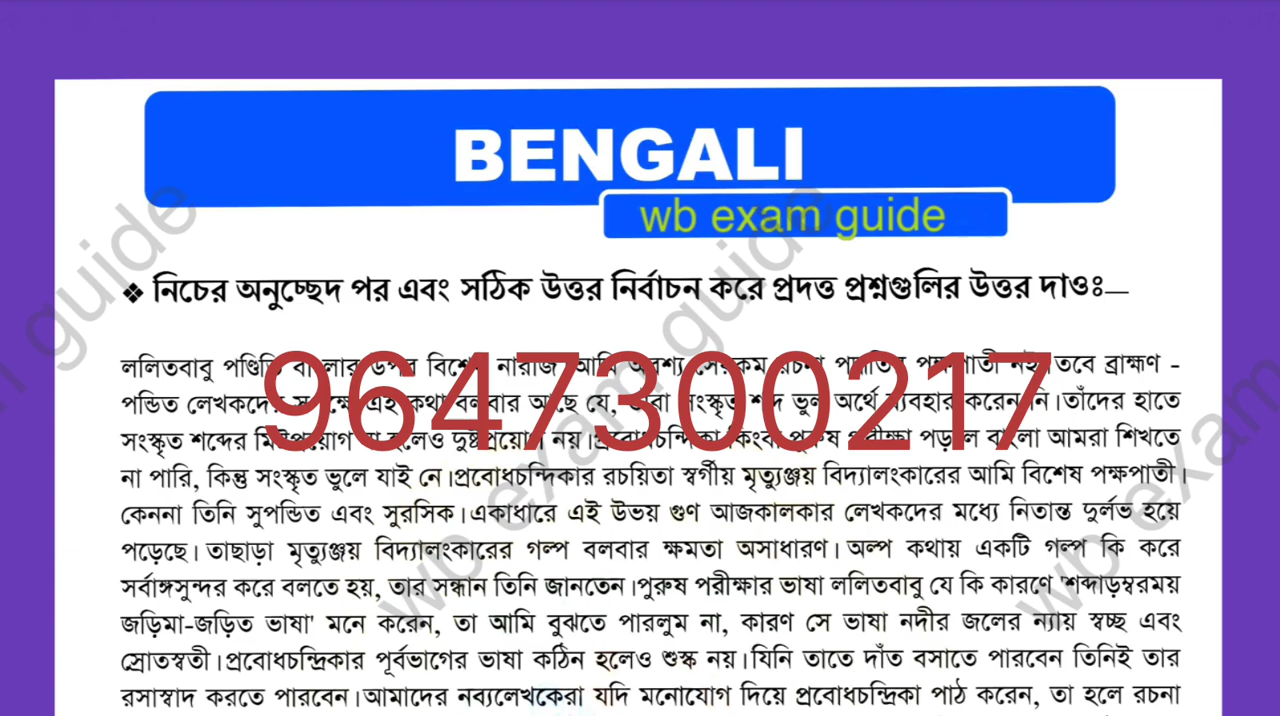 BENGALI
wb exam guide
❖ নিচের অনুচ্ছেদ পর এবং সঠিক উত্তর নির্বাচন করে প্রদত্ত প্রশ্নগুলির উত্তর দাওঃ—
ললিতবাবু পণ্ডিতি বাংলার উপর বিশেষ নারাজ আমি অবশ্য সেরকম রচনা পদ্ধতির পক্ষপাতী নই তবে ব্রাহ্মণ -
9647300217
পন্ডিত লেখকদের এই কথা বলবার আছে যে, তাঁরা সংস্কৃত শব্দ ভুল অর্থে ব্যবহার করেন নি। তাঁদের হাতে
সংস্কৃত শব্দের না হলেও দুষ্টপ্রয়োগ নয়। প্রবোধচন্দিকা কিংবা পুরুষ পরীক্ষা পড়লে বাংলা আমরা শিখতে
না পারি, কিন্তু সংস্কৃত ভুলে যাই নে। প্রবোধচন্দিকার রচয়িতা স্বর্গীয় মৃত্যুঞ্জয় বিদ্যালংকারের আমি বিশেষ পক্ষপাতী।
কেননা তিনি সুপন্ডিত এবং সুরসিক। একাধারে এই উভয় গুণ আজকালকার লেখকদের মধ্যে নিতান্ত দুর্লভ হয়ে
পড়েছে। তাছাড়া মৃত্যুঞ্জয় বিদ্যালংকারের গল্প বলবার ক্ষমতা অসাধারণ। অল্প কথায় একটি গল্প কি করে
সর্বাঙ্গসুন্দর করে বলতে হয়, তার সন্ধান তিনি জানতেন। পুরুষ পরীক্ষার ভাষা ললিতবাবু যে কি কারণে 'শব্দাড়ম্বরময়
জড়িমা-জড়িত ভাষা' মনে করেন, তা আমি বুঝতে পারলুম না, কারণ সে ভাষা নদীর জলের ন্যায় স্বচ্ছ এবং
স্রোতস্বতী। প্রবোধচন্দ্রিকার পূর্বভাগের ভাষা কঠিন হলেও শুস্ক নয়। যিনি তাতে দাঁত বসাতে পারবেন তিনিই তার
রসাস্বাদ করতে পারবেন। আমাদের নব্যলেখকেরা যদি মনোযোগ দিয়ে প্রবোধচন্দ্রিকা পাঠ করেন, তা হলে রচনা
wb exam guide